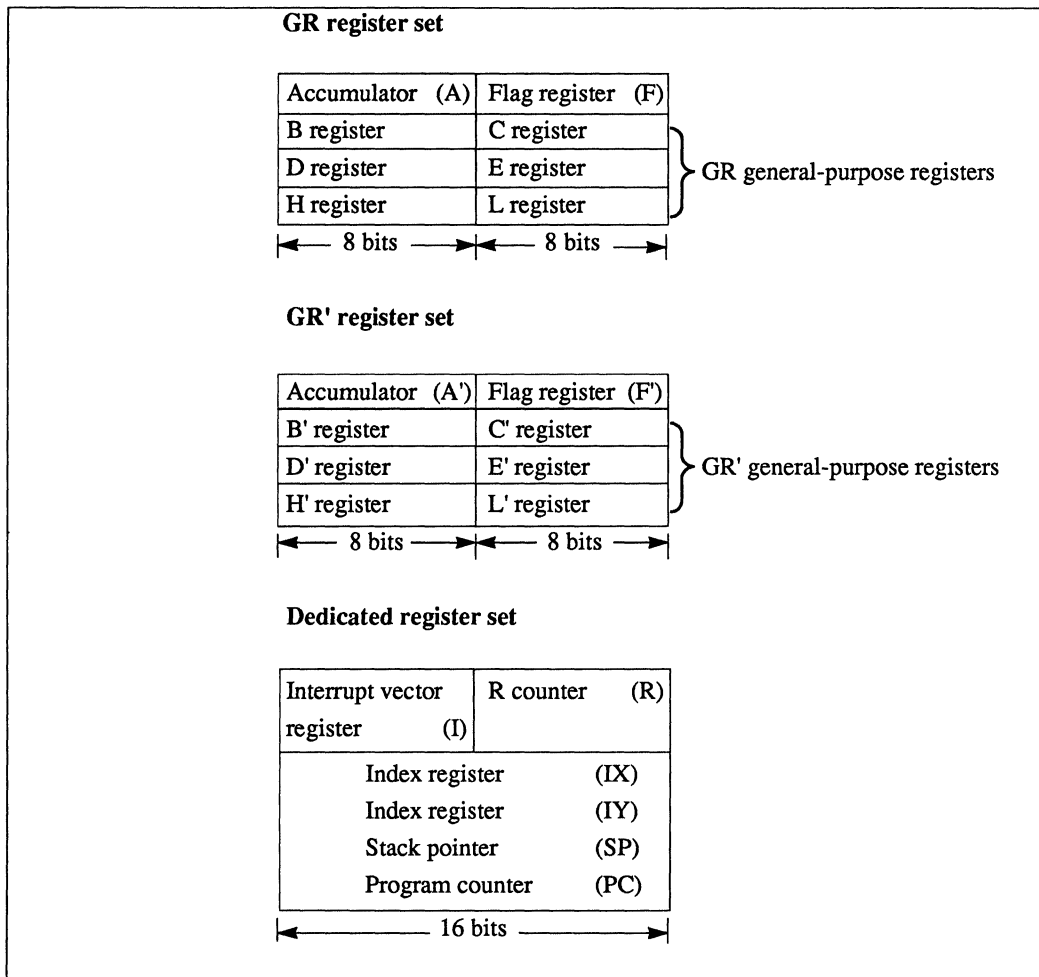 GR register set
Accumulator (A) Flag register (F)
B register C register
D register E register
H register L register
GR general-purpose registers
8 bits 8 bits
GR' register set
Accumulator (A') Flag register (F')
B' register C' register
D' register E' register
H' register L' register
GR' general-purpose registers
8 bits 8 bits
Dedicated register set
Interrupt vector R counter (R)
register (I)
Index register (IX)
Index register (IY)
Stack pointer (SP)
Program counter (PC)
16 bits